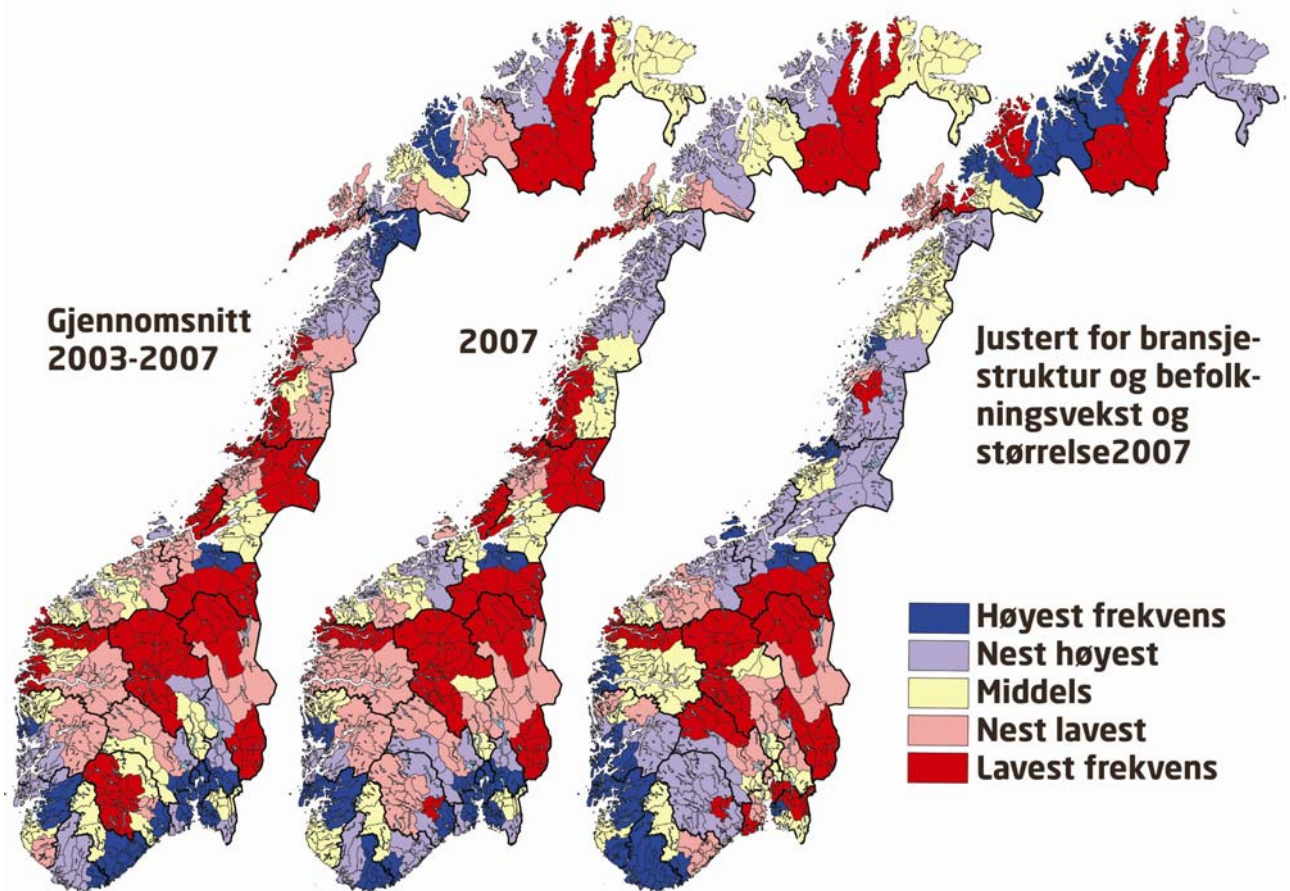 Gjennomsnitt
2003-2007
2007
Justert for bransje-
struktur og befolk-
ningsvekst og
størrelse2007
Høyest frekvens
Nest høyest
Middels
Nest lavest
Lavest frekvens